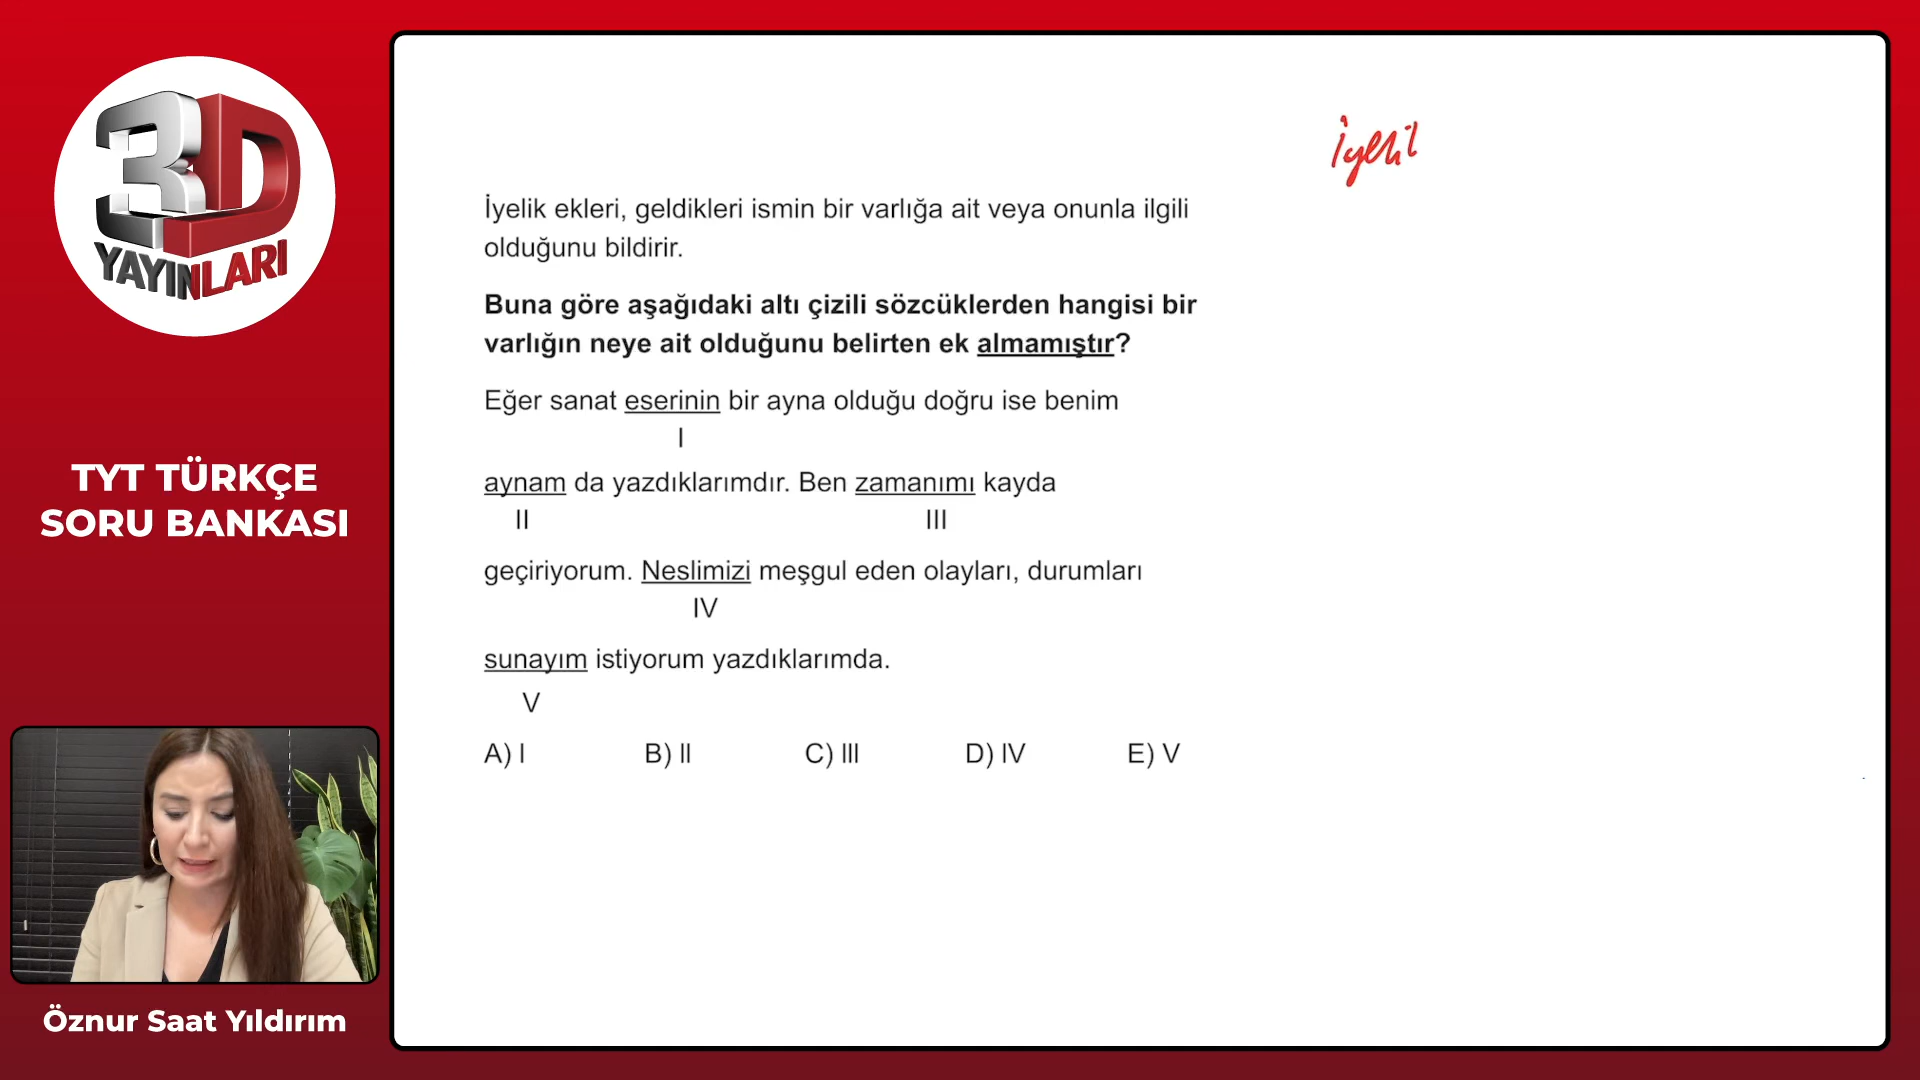 3D
YAYINLARI
TYT TÜRKÇE
SORU BANKASI
Öznur Saat Yıldırım
İyeli
İyelik ekleri, geldikleri ismin bir varlığa ait veya onunla ilgili
olduğunu bildirir.
Buna göre aşağıdaki altı çizili sözcüklerden hangisi bir
varlığın neye ait olduğunu belirten ek almamıştır?
Eğer sanat eserinin bir ayna olduğu doğru ise benim
I
aynam da yazdıklarımdır. Ben zamanımı kayda
II III
geçiriyorum. Neslimizi meşgul eden olayları, durumları
IV
sunayım istiyorum yazdıklarımda.
V
A) I B) II C) III D) IV E) V